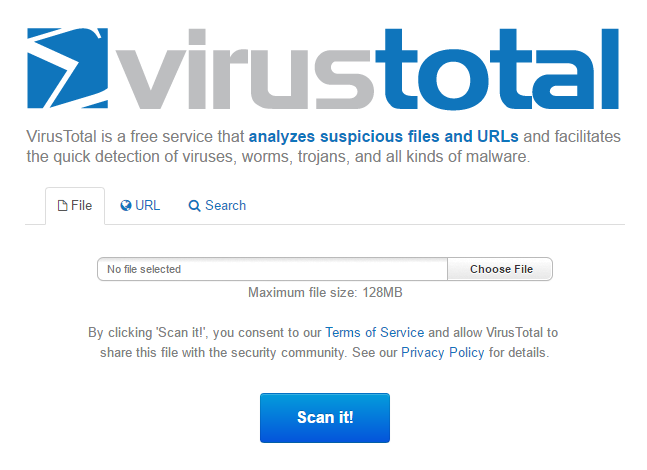 virustotal
VirusTotal is a free service that analyzes suspicious files and URLs and facilitates
the quick detection of viruses, worms, trojans, and all kinds of malware.
File URL Search
No file selected Choose File
Maximum file size: 128MB
By clicking 'Scan it!', you consent to our Terms of Service and allow VirusTotal to
share this file with the security community. See our Privacy Policy for details.
Scan it!